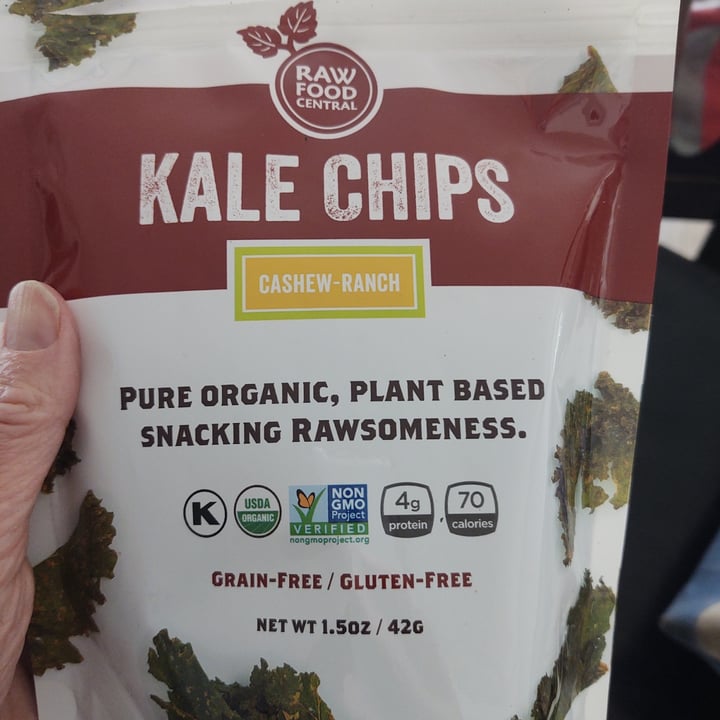 RAW
FOOD
CENTRAL
KALE CHIPS
CASHEW-RANCH
PURE ORGANIC, PLANT BASED
SNACKING RAWSOMENESS.
K
USDA
ORGANIC
NON
GMO
Project
VERIFIED
nongmoproject.org
4g
protein
70
calories
GRAIN-FREE / GLUTEN-FREE
NET WT 1.5OZ / 42G